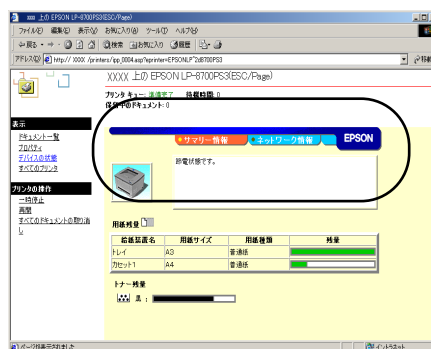 XXX 上の EPSON LP-8700PS3(ESC/Page)
ファイル(F) 編集(E) 表示(V) お気に入り(A) ツール(T) ヘルプ(H)
戻る 検索 お気に入り 履歴
アドレス(D) http:// XXXX /printers/ipp_0004.asp?eprinter=EPSONLP~2d8700PS3 移動
XXXX 上の EPSON LP-8700PS3(ESC/Page)
プリンタ キュー: 準備完了 待機時間: 0
保留中のドキュメント: 0
表示
ドキュメント一覧
プロパティ
デバイスの状態
すべてのプリンタ
プリンタの操作
一時停止
再開
すべてのドキュメントの取り消し
サマリー情報 ネットワーク情報 EPSON
節電状態です。
用紙残量
給紙装置名 用紙サイズ 用紙種類 残量
トレイ A3 普通紙
カセット1 A4 普通紙
トナー残量
黒 :
ページが表示されました イントラネット